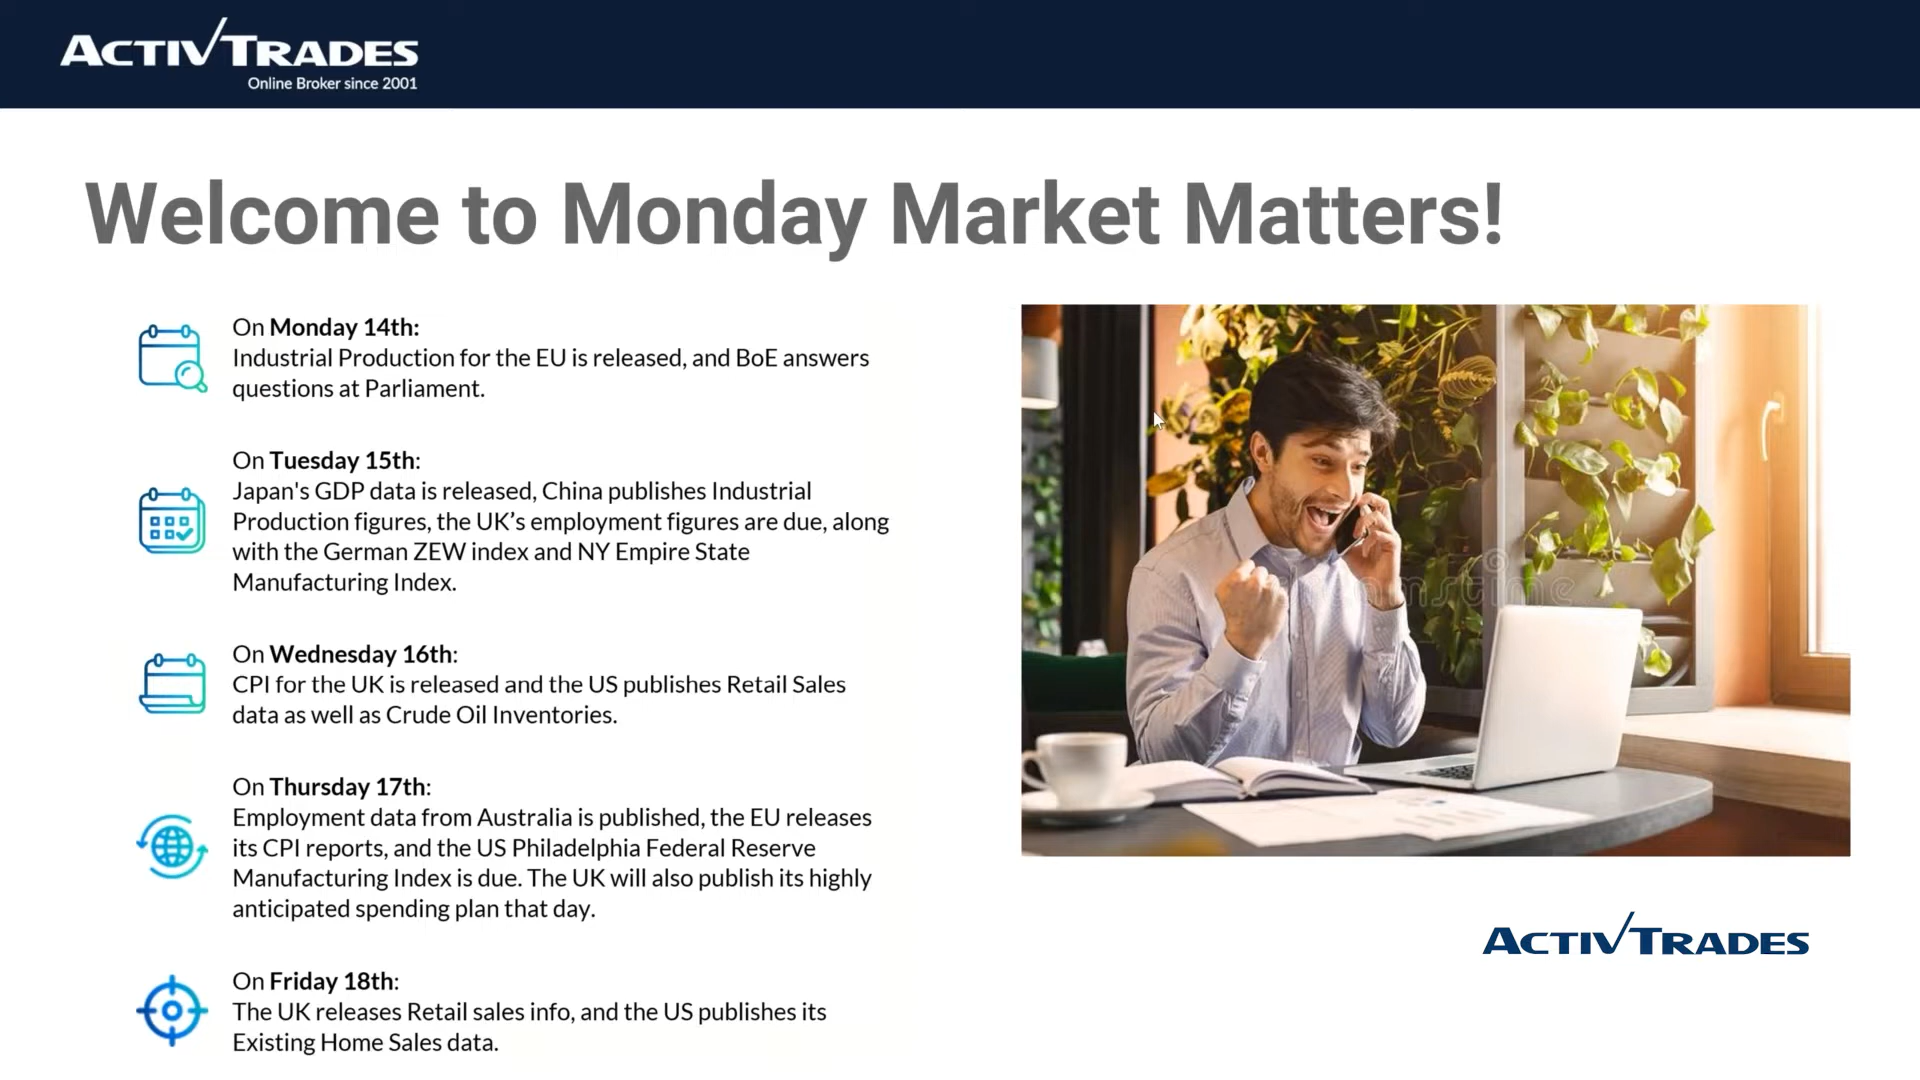 ACTIVTRADES
Online Broker since 2001
Welcome to Monday Market Matters!
On Monday 14th:
Industrial Production for the EU is released, and BoE answers
questions at Parliament.
On Tuesday 15th:
Japan's GDP data is released, China publishes Industrial
Production figures, the UK’s employment figures are due, along
with the German ZEW index and NY Empire State
Manufacturing Index.
On Wednesday 16th:
CPI for the UK is released and the US publishes Retail Sales
data as well as Crude Oil Inventories.
On Thursday 17th:
Employment data from Australia is published, the EU releases
its CPI reports, and the US Philadelphia Federal Reserve
Manufacturing Index is due. The UK will also publish its highly
anticipated spending plan that day.
On Friday 18th:
The UK releases Retail sales info, and the US publishes its
Existing Home Sales data.
ACTIVTRADES